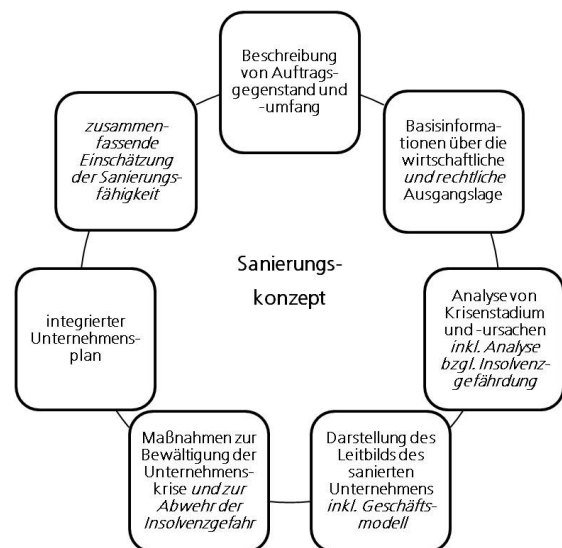 Beschreibung
von Auftrags-
gegenstand und
-umfang
Basisinforma-
tionen über die
wirtschaftliche
und rechtliche
Ausgangslage
Analyse von
Krisenstadium
und -ursachen
inkl. Analyse
bzgl. Insolvenz-
gefährdung
Darstellung des
Leitbilds des
sanierten
Unternehmens
inkl. Geschäfts-
modell
Maßnahmen zur
Bewältigung der
Unternehmens-
krise und zur
Abwehr der
Insolvenzgefahr
integrierter
Unternehmens-
plan
zusammen-
fassende
Einschätzung
der Sanierungs-
fähigkeit
Sanierungs-
konzept